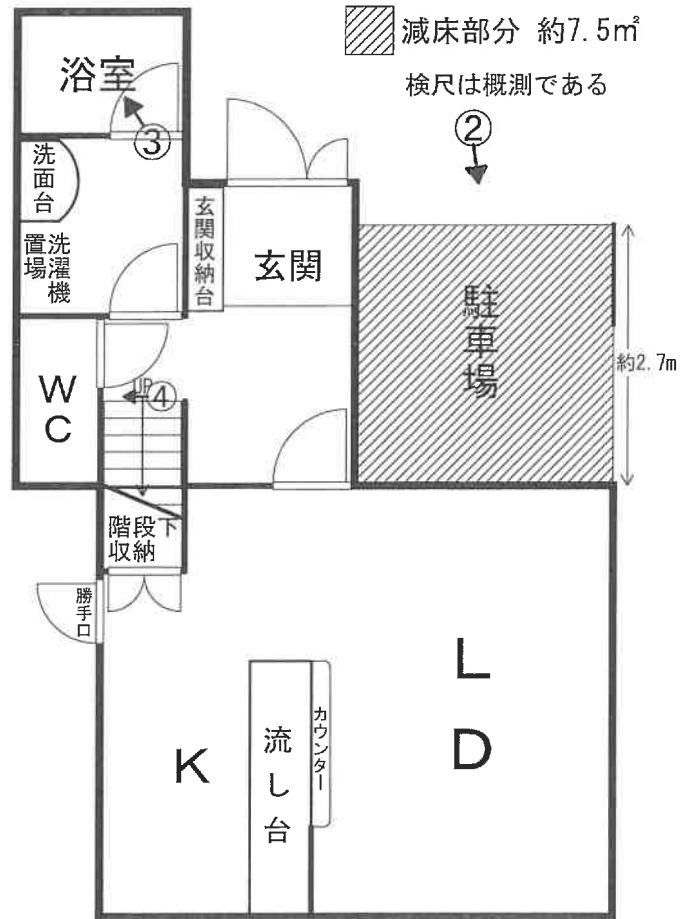 減床部分 約7.5㎡
検尺は概測である
②
浴室
③
洗面台
洗濯機
置場
玄関収納台
玄関
駐車場
約2.7m
WC
UP
④
階段下
収納
勝手口
L
D
K
流し台
カウンター